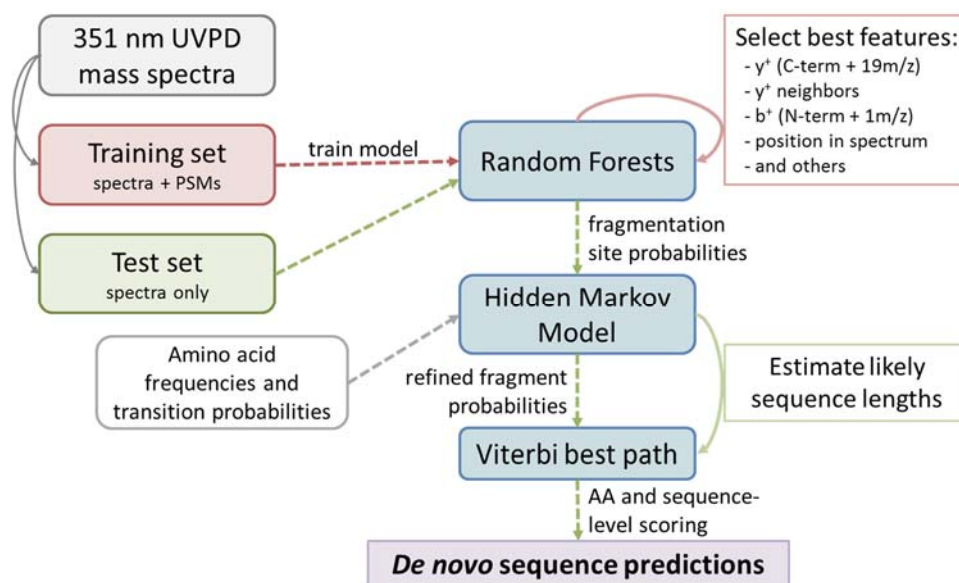 351 nm UVPD
mass spectra
Training set
spectra + PSMs
Test set
spectra only
Amino acid
frequencies and
transition probabilities
train model
Random Forests
Select best features:
- y⁺ (C-term + 19m/z)
- y⁺ neighbors
- b⁺ (N-term + 1m/z)
- position in spectrum
- and others
fragmentation
site probabilities
Hidden Markov
Model
refined fragment
probabilities
Estimate likely
sequence lengths
Viterbi best path
AA and sequence-
level scoring
De novo sequence predictions